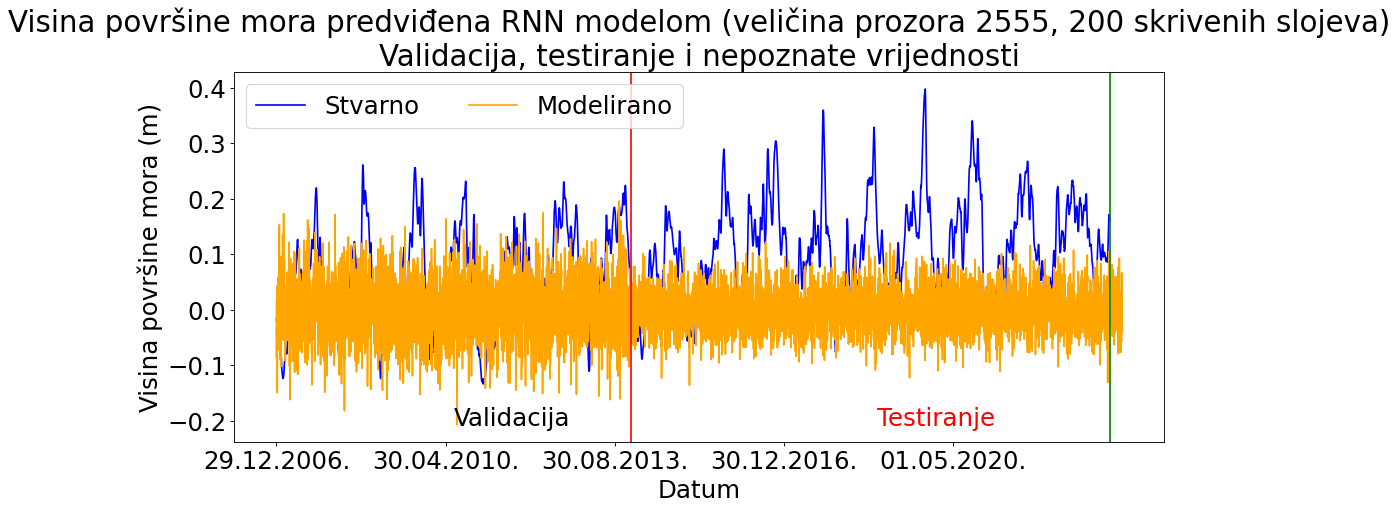 Visina površine mora predviđena RNN modelom (veličina prozora 2555, 200 skrivenih slojeva)
Validacija, testiranje i nepoznate vrijednosti
Stvarno
Modelirano
Visina površine mora (m)
0.4
0.3
0.2
0.1
0.0
−0.1
−0.2
Validacija
Testiranje
29.12.2006.
30.04.2010.
30.08.2013.
30.12.2016.
01.05.2020.
Datum